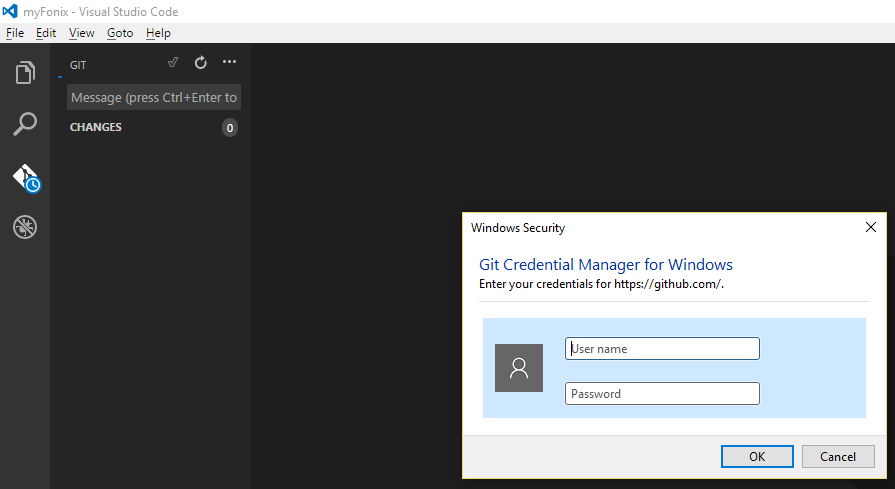 myFonix - Visual Studio Code
File Edit View Goto Help
GIT
Message (press Ctrl+Enter to
CHANGES 0
Windows Security
Git Credential Manager for Windows
Enter your credentials for https://github.com/.
User name
Password
OK Cancel